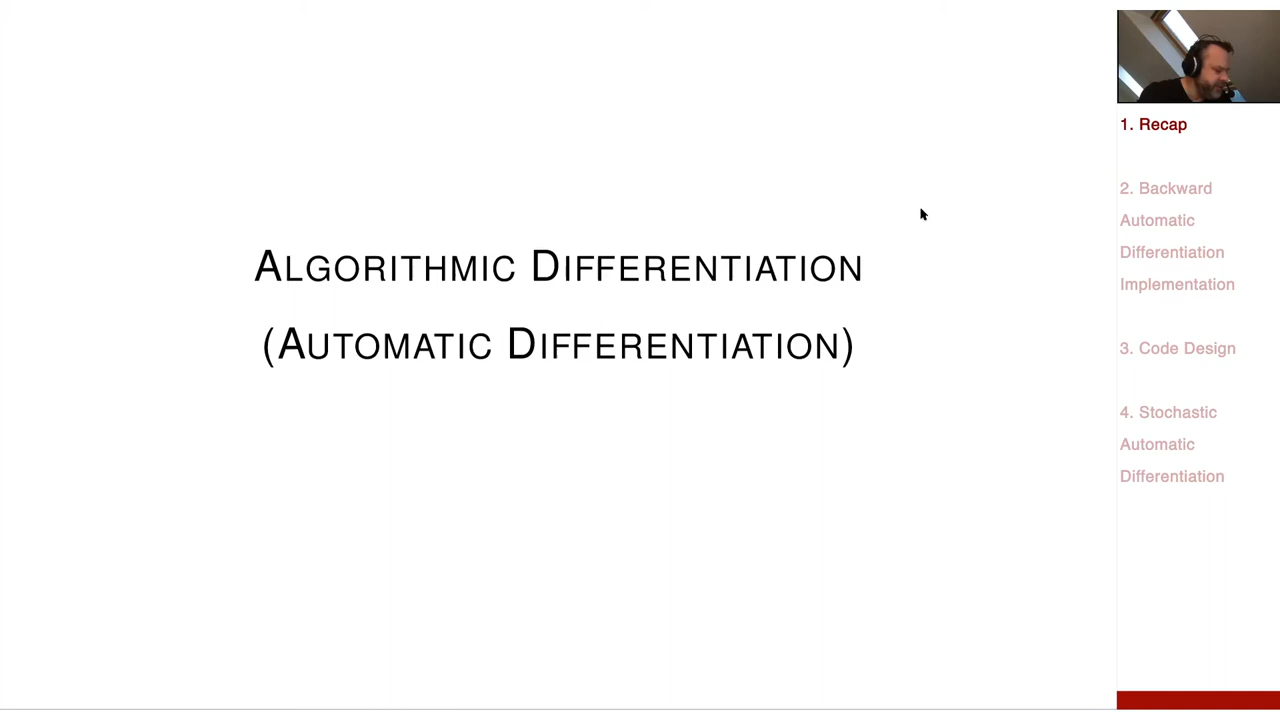 ALGORITHMIC DIFFERENTIATION
(AUTOMATIC DIFFERENTIATION)
1. Recap
2. Backward
Automatic
Differentiation
Implementation
3. Code Design
4. Stochastic
Automatic
Differentiation